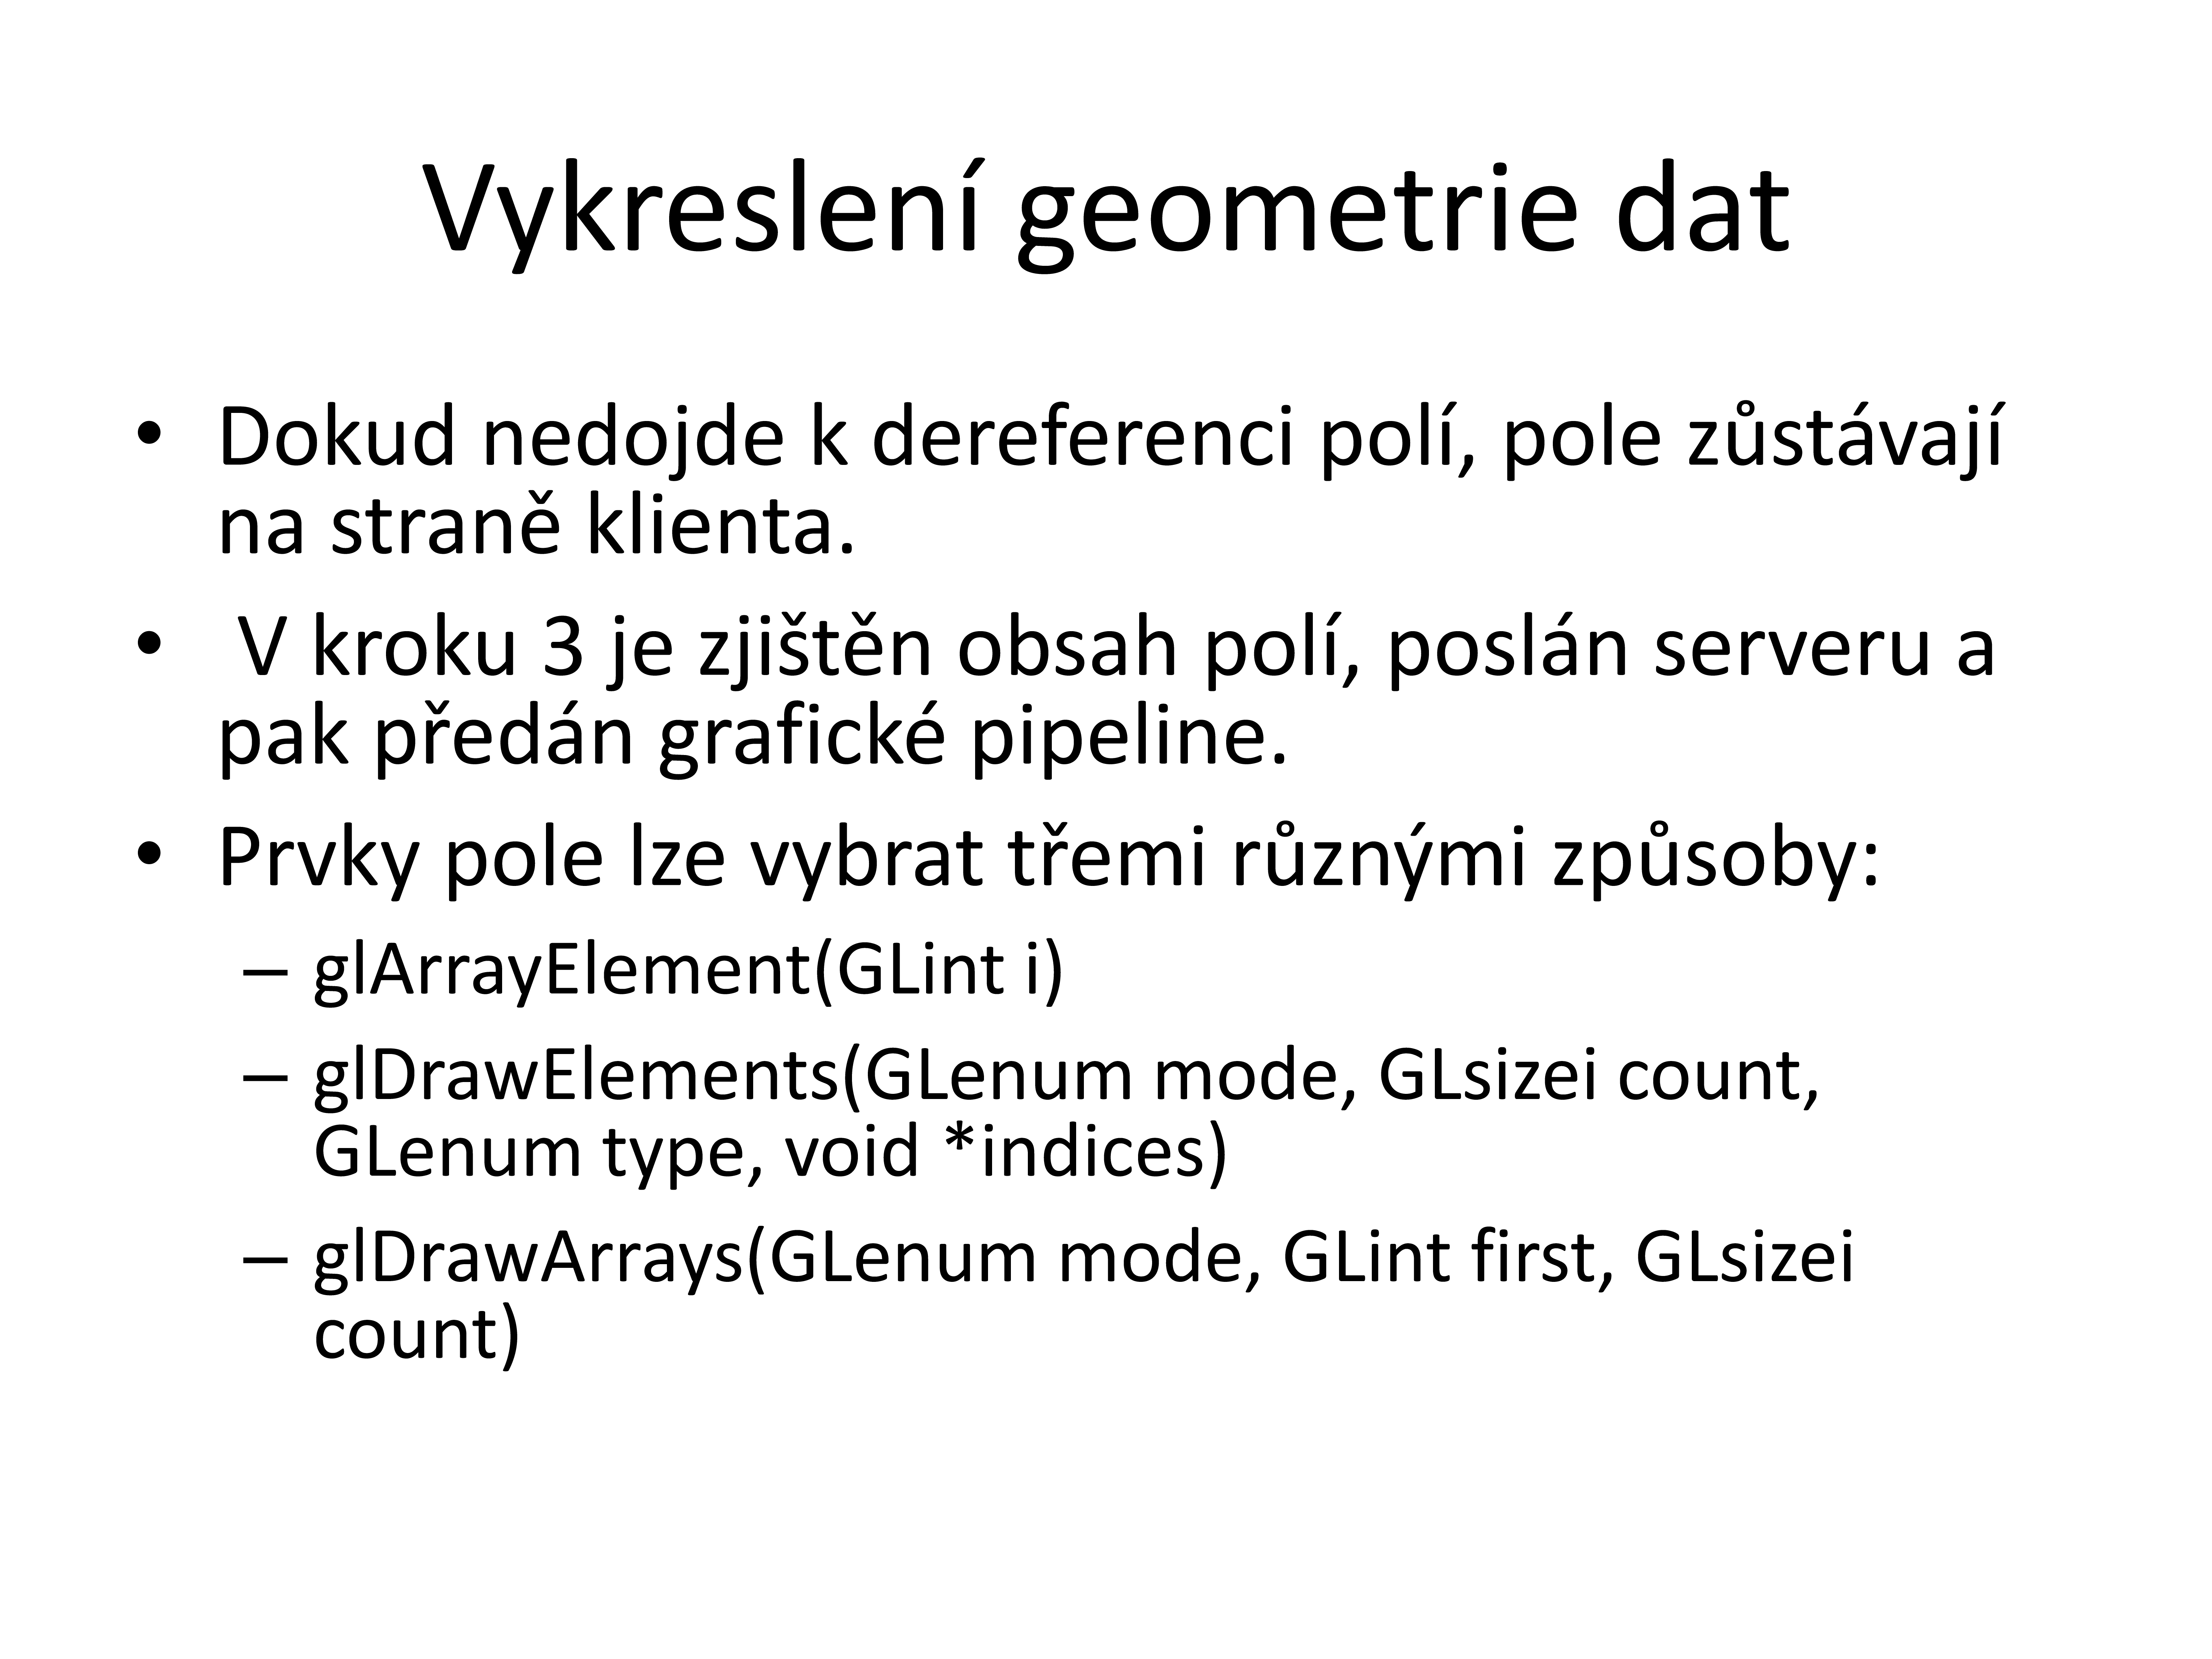 Vykreslení geometrie dat
• Dokud nedojde k dereferenci polí, pole zůstávají
na straně klienta.
• V kroku 3 je zjištěn obsah polí, poslán serveru a
pak předán grafické pipeline.
• Prvky pole lze vybrat třemi různými způsoby:
– glArrayElement(GLint i)
– glDrawElements(GLenum mode, GLsizei count,
GLenum type, void *indices)
– glDrawArrays(GLenum mode, GLint first, GLsizei
count)